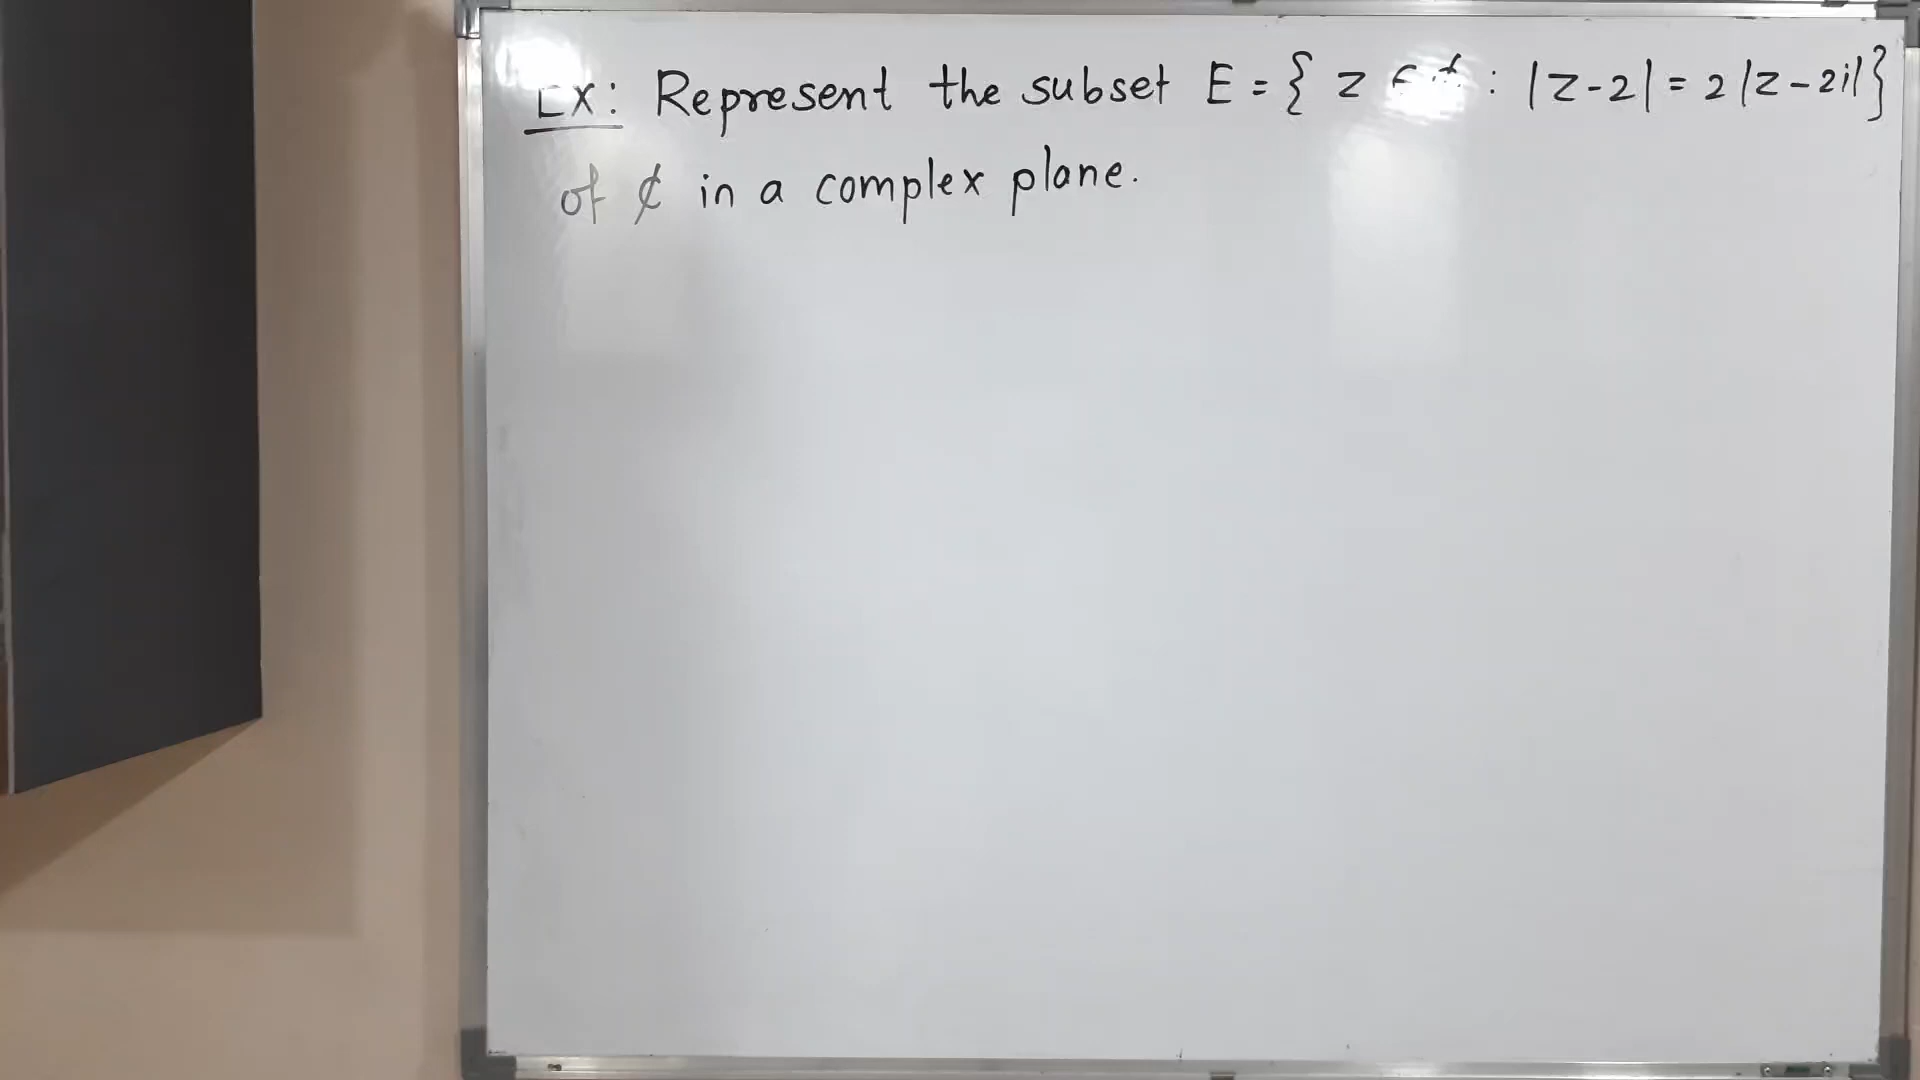 Ex: Represent the subset E = { z ∈ ₵ : |z-2| = 2|z-2i|}
of ₵ in a complex plane.